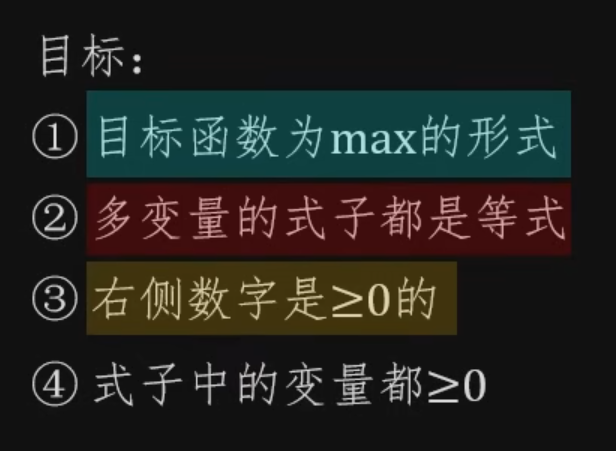 目标：
① 目标函数为max的形式
② 多变量的式子都是等式
③ 右侧数字是≥0的
④ 式子中的变量都≥0